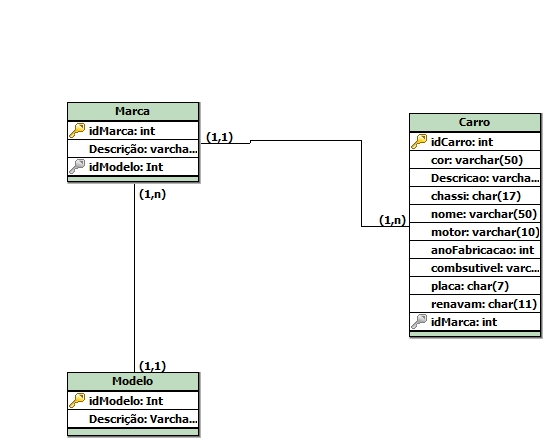 Marca
idMarca: int
Descrição: varcha...
idModelo: Int
(1,1)
(1,n)
Carro
idCarro: int
cor: varchar(50)
Descricao: varcha...
chassi: char(17)
nome: varchar(50)
motor: varchar(10)
anoFabricacao: int
combsutivel: varc...
placa: char(7)
renavam: char(11)
idMarca: int
(1,n)
(1,1)
Modelo
idModelo: Int
Descrição: Varcha...